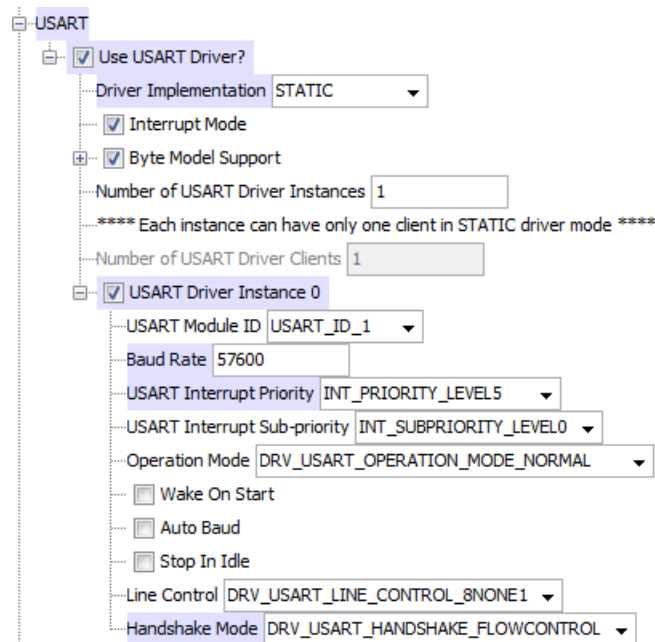 USART
Use USART Driver?
Driver Implementation STATIC
Interrupt Mode
Byte Model Support
Number of USART Driver Instances 1
**** Each instance can have only one client in STATIC driver mode ****
Number of USART Driver Clients 1
USART Driver Instance 0
USART Module ID USART_ID_1
Baud Rate 57600
USART Interrupt Priority INT_PRIORITY_LEVEL5
USART Interrupt Sub-priority INT_SUBPRIORITY_LEVEL0
Operation Mode DRV_USART_OPERATION_MODE_NORMAL
Wake On Start
Auto Baud
Stop In Idle
Line Control DRV_USART_LINE_CONTROL_8NONE1
Handshake Mode DRV_USART_HANDSHAKE_FLOWCONTROL